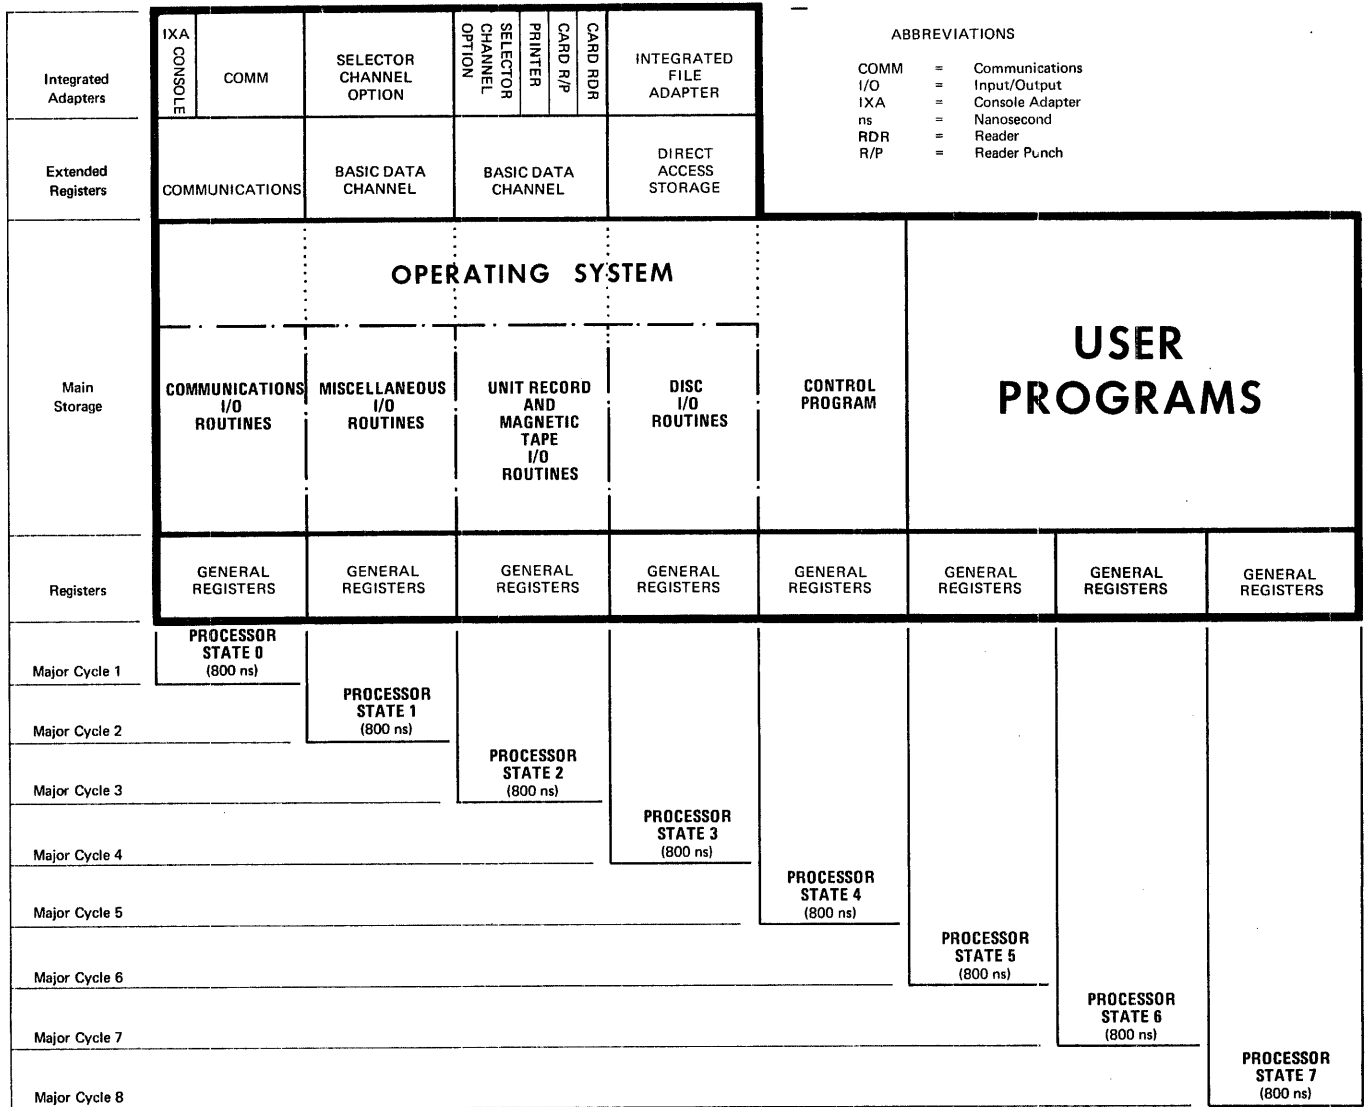 ABBREVIATIONS
COMM = Communications
I/O = Input/Output
IXA = Console Adapter
ns = Nanosecond
RDR = Reader
R/P = Reader Punch
Integrated
Adapters
IXA
CONSOLE
COMM
SELECTOR
CHANNEL
OPTION
SELECTOR
CHANNEL
OPTION
PRINTER
CARD R/P
CARD RDR
INTEGRATED
FILE
ADAPTER
Extended
Registers
COMMUNICATIONS
BASIC DATA
CHANNEL
BASIC DATA
CHANNEL
DIRECT
ACCESS
STORAGE
Main
Storage
OPERATING SYSTEM
COMMUNICATIONS
I/O
ROUTINES
MISCELLANEOUS
I/O
ROUTINES
UNIT RECORD
AND
MAGNETIC
TAPE
I/O
ROUTINES
DISC
I/O
ROUTINES
CONTROL
PROGRAM
USER
PROGRAMS
Registers
GENERAL
REGISTERS
GENERAL
REGISTERS
GENERAL
REGISTERS
GENERAL
REGISTERS
GENERAL
REGISTERS
GENERAL
REGISTERS
GENERAL
REGISTERS
GENERAL
REGISTERS
Major Cycle 1
PROCESSOR
STATE 0
(800 ns)
Major Cycle 2
PROCESSOR
STATE 1
(800 ns)
Major Cycle 3
PROCESSOR
STATE 2
(800 ns)
Major Cycle 4
PROCESSOR
STATE 3
(800 ns)
Major Cycle 5
PROCESSOR
STATE 4
(800 ns)
Major Cycle 6
PROCESSOR
STATE 5
(800 ns)
Major Cycle 7
PROCESSOR
STATE 6
(800 ns)
Major Cycle 8
PROCESSOR
STATE 7
(800 ns)